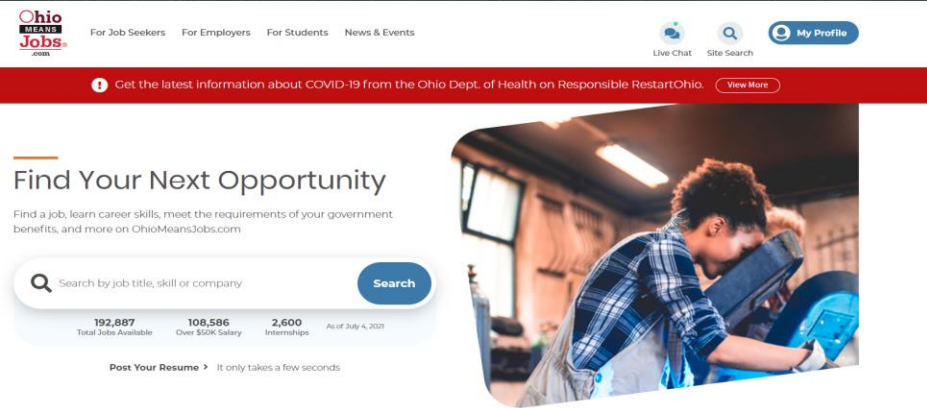 Ohio
MEANS
Jobs®
.com
For Job Seekers For Employers For Students News & Events
Live Chat Site Search
My Profile
! Get the latest information about COVID-19 from the Ohio Dept. of Health on Responsible RestartOhio. View More
Find Your Next Opportunity
Find a job, learn career skills, meet the requirements of your government
benefits, and more on OhioMeansJobs.com
Search by job title, skill or company Search
192,887 108,586 2,600 As of July 4, 2021
Total Jobs Available Over $50K Salary Internships
Post Your Resume > It only takes a few seconds